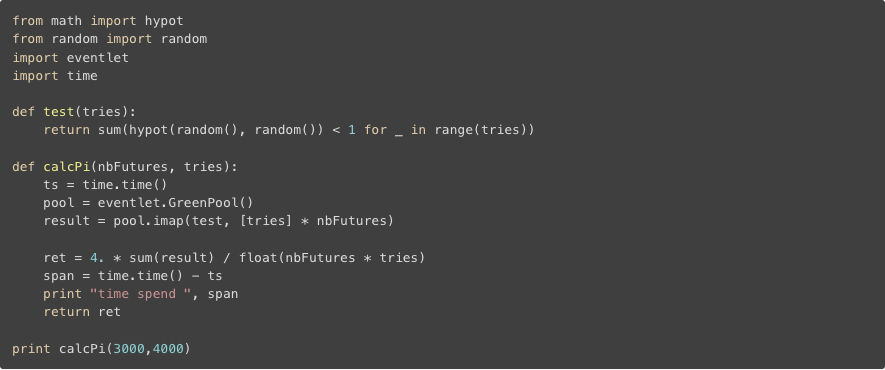 from math import hypot
from random import random
import eventlet
import time
def test(tries):
    return sum(hypot(random(), random()) < 1 for _ in range(tries))
def calcPi(nbFutures, tries):
    ts = time.time()
    pool = eventlet.GreenPool()
    result = pool.imap(test, [tries] * nbFutures)
    ret = 4. * sum(result) / float(nbFutures * tries)
    span = time.time() - ts
    print "time spend ", span
    return ret
print calcPi(3000,4000)